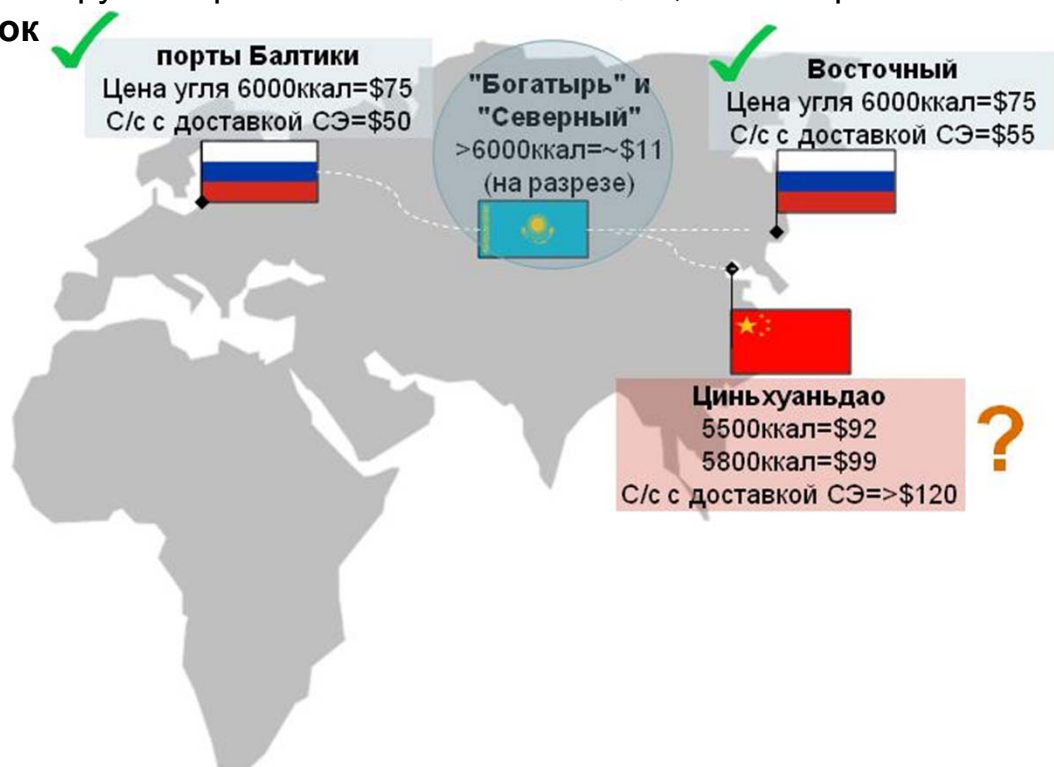 ок
порты Балтики
Цена угля 6000ккал=$75
С/с с доставкой СЭ=$50
"Богатырь" и
"Северный"
>6000ккал=~$11
(на разрезе)
Восточный
Цена угля 6000ккал=$75
С/с с доставкой СЭ=$55
Циньхуаньдао
5500ккал=$92
5800ккал=$99
С/с с доставкой СЭ=>$120
?